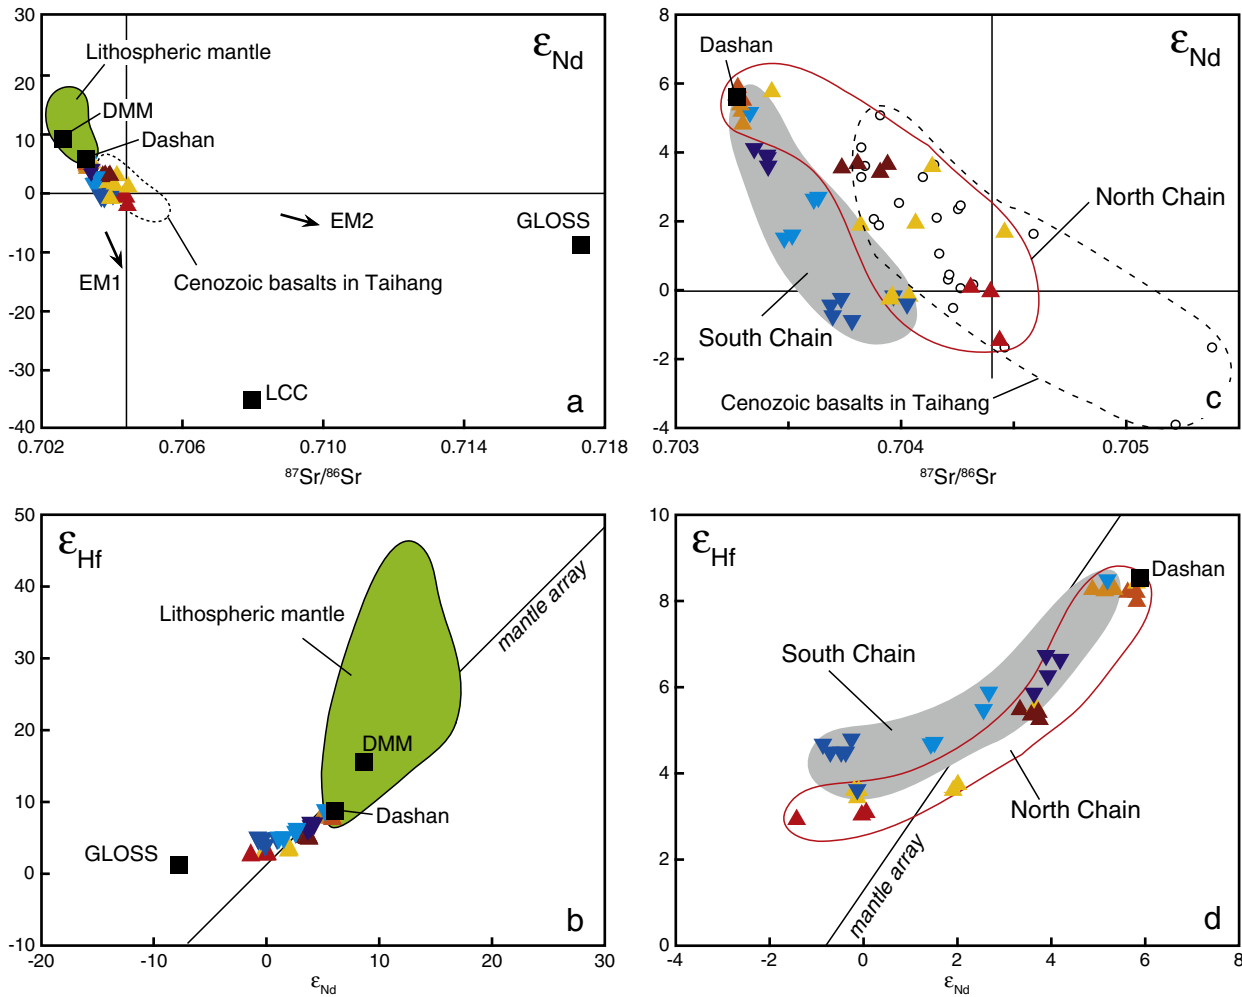 30
20
10
0
-10
-20
-30
-40
εNd
Lithospheric mantle
DMM
Dashan
EM2
GLOSS
EM1
Cenozoic basalts in Taihang
LCC
a
0.702
0.706
0.710
0.714
0.718
87Sr/86Sr
8
6
4
2
0
-2
-4
εNd
Dashan
North Chain
South Chain
Cenozoic basalts in Taihang
c
0.703
0.704
0.705
87Sr/86Sr
50
40
30
20
10
0
-10
εHf
Lithospheric mantle
mantle array
DMM
Dashan
GLOSS
b
-20
-10
0
10
20
30
εNd
10
8
6
4
2
0
εHf
Dashan
South Chain
North Chain
mantle array
d
-4
-2
0
2
4
6
8
εNd